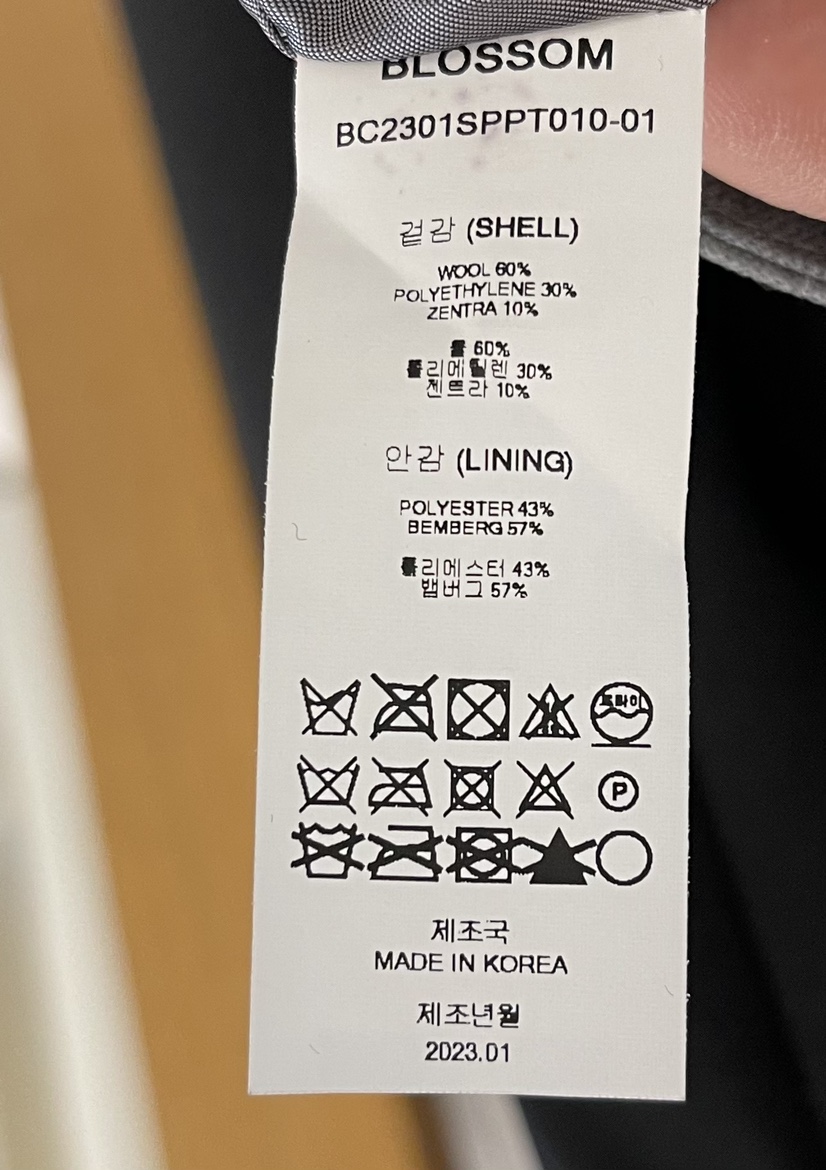 BLOSSOM
BC2301SPPT010-01
겉감 (SHELL)
WOOL 60%
POLYETHYLENE 30%
ZENTRA 10%
울 60%
폴리에틸렌 30%
젠트라 10%
안감 (LINING)
POLYESTER 43%
BEMBERG 57%
폴리에스터 43%
뱀버그 57%
드라이
P
제조국
MADE IN KOREA
제조년월
2023.01